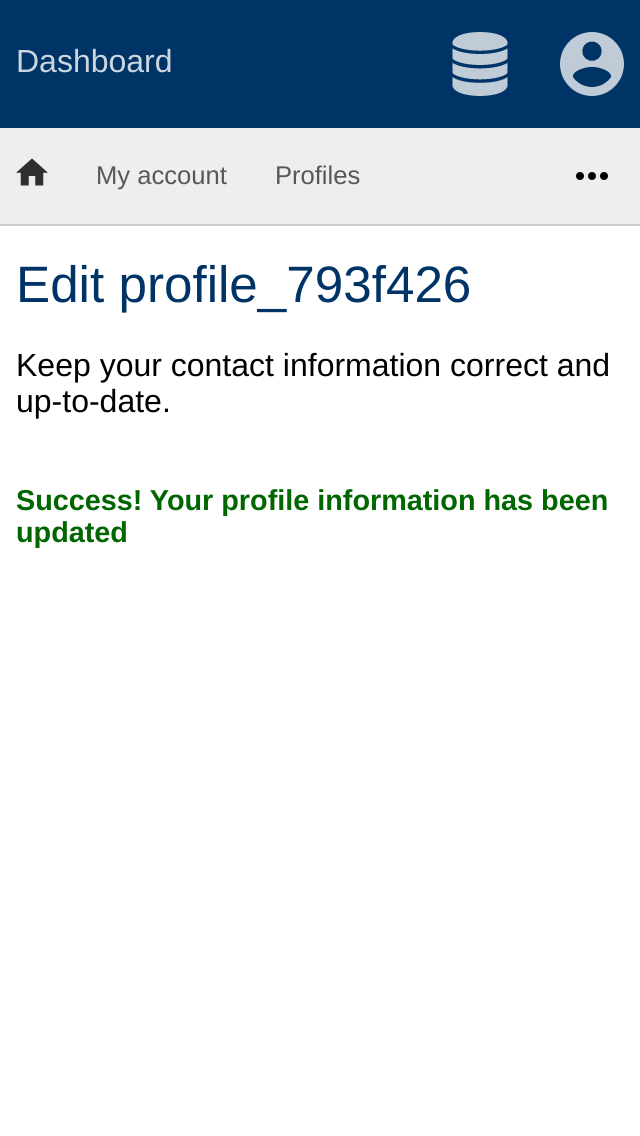 Dashboard
My account Profiles
Edit profile_793f426
Keep your contact information correct and
up-to-date.
Success! Your profile information has been
updated